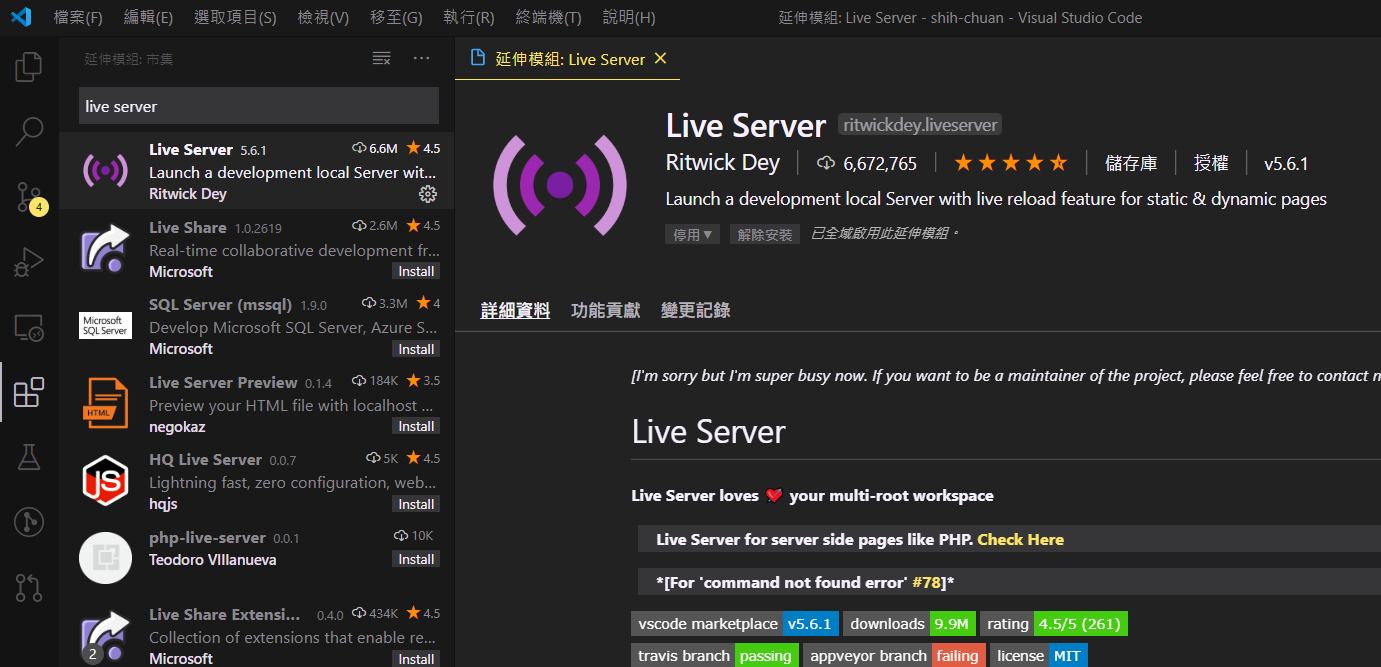 檔案(F) 編輯(E) 選取項目(S) 檢視(V) 移至(G) 執行(R) 終端機(T) 說明(H) 延伸模組: Live Server - shih-chuan - Visual Studio Code
延伸模組: 市集
live server
Live Server 5.6.1 6.6M 4.5
Launch a development local Server wit...
Ritwick Dey
Live Share 1.0.2619 2.6M 4.5
Real-time collaborative development fr...
Microsoft Install
Microsoft SQL Server
SQL Server (mssql) 1.9.0 3.3M 4
Develop Microsoft SQL Server, Azure S...
Microsoft Install
HTML
Live Server Preview 0.1.4 184K 3.5
Preview your HTML file with localhost ...
negokaz Install
JS
HQ Live Server 0.0.7 5K 4.5
Lightning fast, zero configuration, web...
hqjs Install
php-live-server 0.0.1 10K
Teodoro VIllanueva Install
Live Share Extensi... 0.4.0 434K 4.5
Collection of extensions that enable re...
Microsoft Install
4
2
延伸模組: Live Server
Live Server ritwickdey.liveserver
Ritwick Dey 6,672,765 儲存庫 授權 v5.6.1
Launch a development local Server with live reload feature for static & dynamic pages
停用 解除安裝 已全域啟用此延伸模組。
詳細資料 功能貢獻 變更記錄
[I'm sorry but I'm super busy now. If you want to be a maintainer of the project, please feel free to contact
Live Server
Live Server loves ❤ your multi-root workspace
Live Server for server side pages like PHP. Check Here
*[For 'command not found error' #78]*
vscode marketplace v5.6.1 downloads 9.9M rating 4.5/5 (261)
travis branch passing appveyor branch failing license MIT